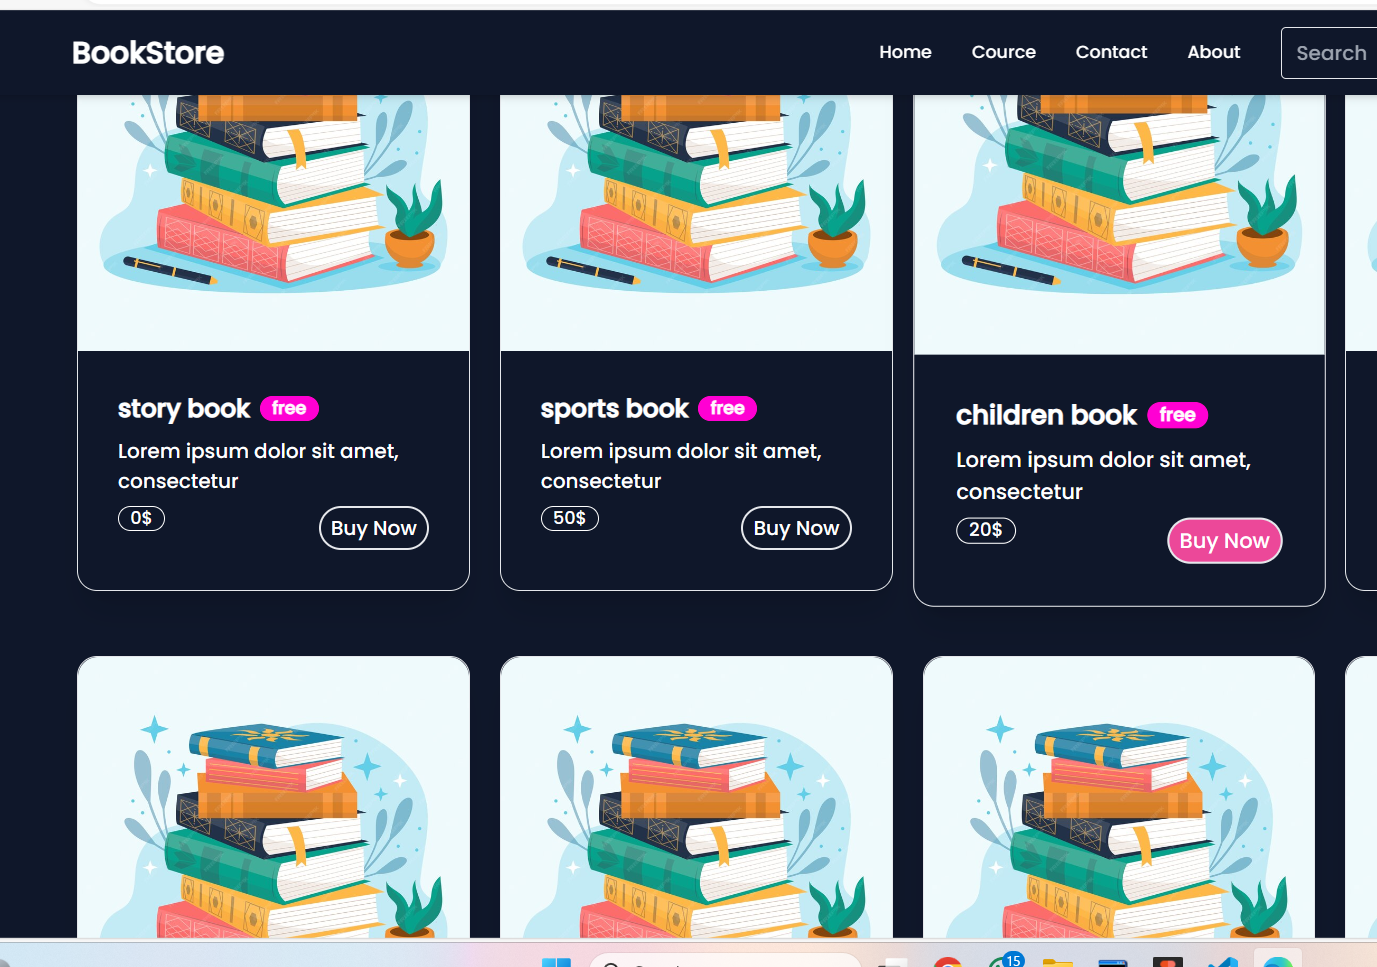 BookStore
Home Cource Contact About Search
story book free
Lorem ipsum dolor sit amet,
consectetur
0$ Buy Now
sports book free
Lorem ipsum dolor sit amet,
consectetur
50$ Buy Now
children book free
Lorem ipsum dolor sit amet,
consectetur
20$ Buy Now
15